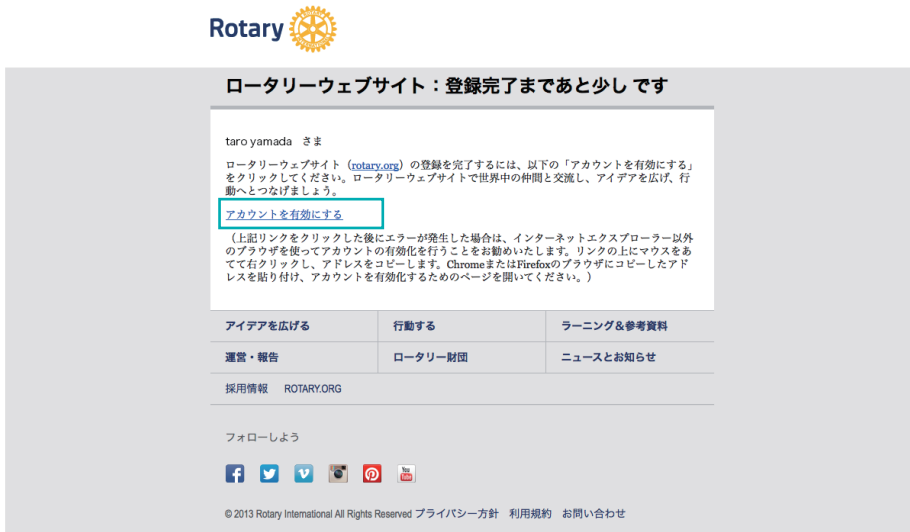 Rotary
ロータリーウェブサイト：登録完了まであと少し です
taro yamada　さま
ロータリーウェブサイト（rotary.org）の登録を完了するには、以下の「アカウントを有効にする」
をクリックしてください。ロータリーウェブサイトで世界中の仲間と交流し、アイデアを広げ、行
動へとつなげましょう。
アカウントを有効にする
（上記リンクをクリックした後にエラーが発生した場合は、インターネットエクスプローラー以外
のブラウザを使ってアカウントの有効化を行うことをお勧めいたします。リンクの上にマウスをあ
てて右クリックし、アドレスをコピーします。ChromeまたはFirefoxのブラウザにコピーしたアド
レスを貼り付け、アカウントを有効化するためのページを開いてください。）
アイデアを広げる　行動する　ラーニング＆参考資料
運営・報告　ロータリー財団　ニュースとお知らせ
採用情報　ROTARY.ORG
フォローしよう
You Tube
© 2013 Rotary International All Rights Reserved プライバシー方針　利用規約　お問い合わせ